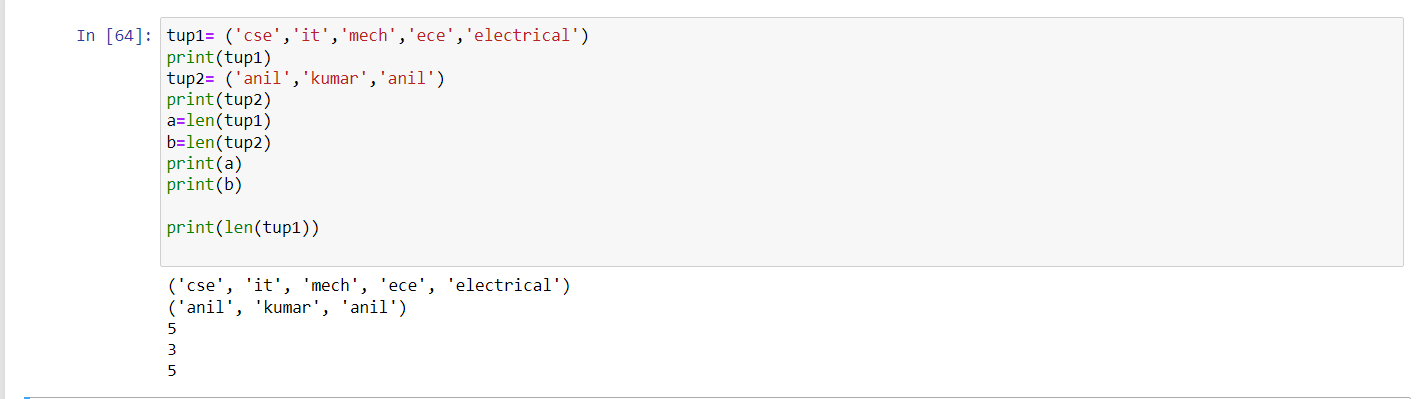 In [64]: tup1= ('cse','it','mech','ece','electrical')
print(tup1)
tup2= ('anil','kumar','anil')
print(tup2)
a=len(tup1)
b=len(tup2)
print(a)
print(b)
print(len(tup1))
('cse', 'it', 'mech', 'ece', 'electrical')
('anil', 'kumar', 'anil')
5
3
5